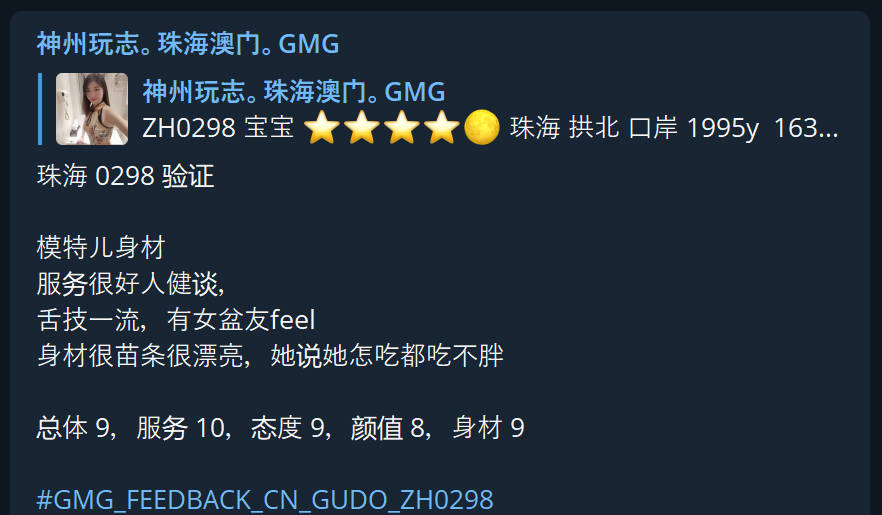 神州玩志。珠海澳门。GMG
神州玩志。珠海澳门。GMG
ZH0298 宝宝 ⭐⭐⭐⭐🌕 珠海 拱北 口岸 1995y 163...
珠海 0298 验证
模特儿身材
服务很好人健谈，
舌技一流，有女盆友feel
身材很苗条很漂亮，她说她怎吃都吃不胖
总体 9，服务 10，态度 9，颜值 8，身材 9
#GMG_FEEDBACK_CN_GUDO_ZH0298